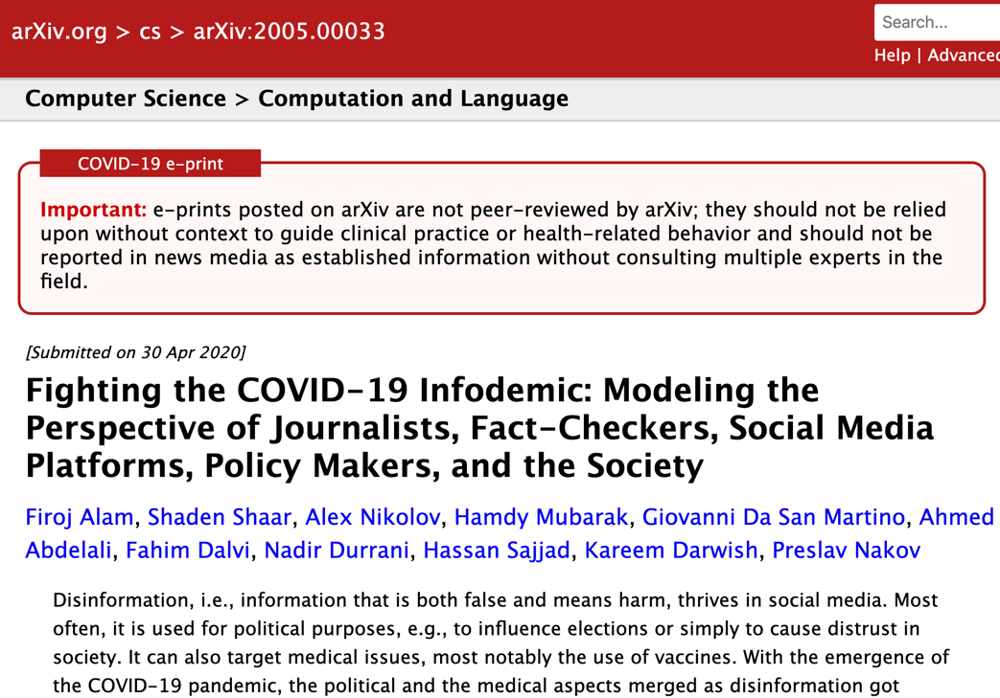 arXiv.org > cs > arXiv:2005.00033
Search...
Help | Advanced
Computer Science > Computation and Language
COVID-19 e-print
Important: e-prints posted on arXiv are not peer-reviewed by arXiv; they should not be relied
upon without context to guide clinical practice or health-related behavior and should not be
reported in news media as established information without consulting multiple experts in the
field.
[Submitted on 30 Apr 2020]
Fighting the COVID-19 Infodemic: Modeling the
Perspective of Journalists, Fact-Checkers, Social Media
Platforms, Policy Makers, and the Society
Firoj Alam, Shaden Shaar, Alex Nikolov, Hamdy Mubarak, Giovanni Da San Martino, Ahmed
Abdelali, Fahim Dalvi, Nadir Durrani, Hassan Sajjad, Kareem Darwish, Preslav Nakov
Disinformation, i.e., information that is both false and means harm, thrives in social media. Most
often, it is used for political purposes, e.g., to influence elections or simply to cause distrust in
society. It can also target medical issues, most notably the use of vaccines. With the emergence of
the COVID-19 pandemic, the political and the medical aspects merged as disinformation got